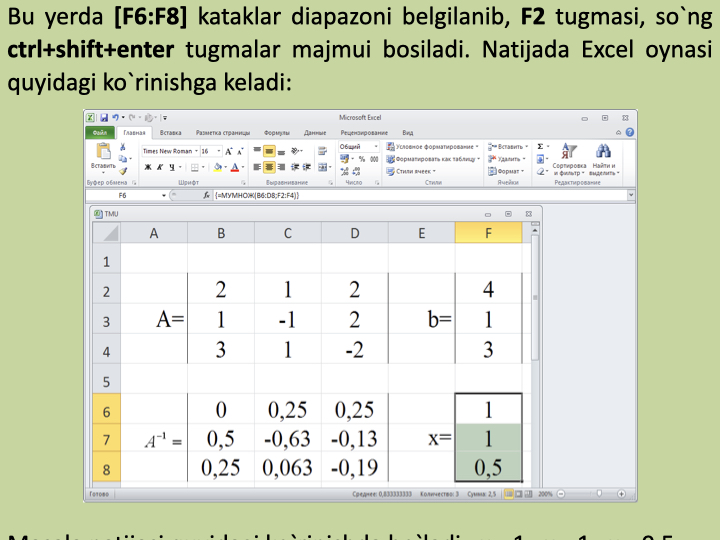 Bu yerda [F6:F8] kataklar diapazoni belgilanib, F2 tugmasi, so`ng
ctrl+shift+enter tugmalar majmui bosiladi. Natijada Excel oynasi
quyidagi ko`rinishga keladi:
Microsoft Excel
Файл Главная Вставка Разметка страницы Формулы Данные Рецензирование Вид
Times New Roman 16 Общий Условное форматирование Вставить
Вставить Форматировать как таблицу Удалить Сортировка и фильтр Найти и выделить
Стили ячеек Формат
Буфер обмена Шрифт Выравнивание Число Стили Ячейки Редактирование
F6 fx {=МУМНОЖ(B6:D8;F2:F4)}
TMU
A B C D E F
1
2 2 1 2 4
3 A= 1 -1 2 b= 1
4 3 1 -2 3
5
6 0 0,25 0,25 1
7 A⁻¹ = 0,5 -0,63 -0,13 x= 1
8 0,25 0,063 -0,19 0,5
Готово Среднее: 0,833333333 Количество: 3 Сумма: 2,5 200%